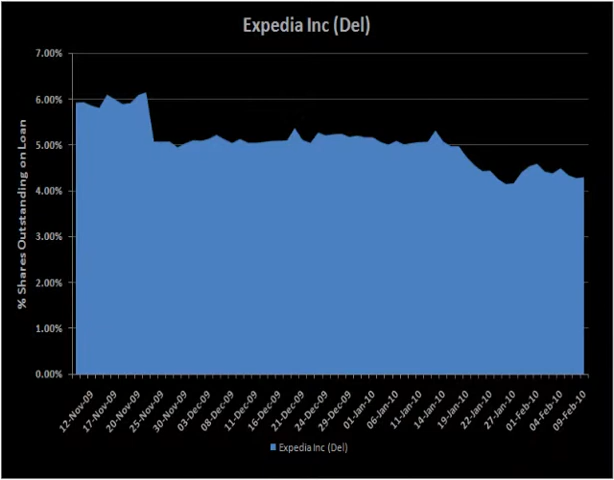 Expedia Inc (Del)
7.00%
6.00%
5.00%
4.00%
3.00%
2.00%
1.00%
0.00%
% Shares Outstanding on Loan
12-Nov-09
17-Nov-09
20-Nov-09
25-Nov-09
30-Nov-09
03-Dec-09
08-Dec-09
11-Dec-09
16-Dec-09
21-Dec-09
24-Dec-09
29-Dec-09
01-Jan-10
06-Jan-10
11-Jan-10
14-Jan-10
19-Jan-10
22-Jan-10
27-Jan-10
01-Feb-10
04-Feb-10
09-Feb-10
Expedia Inc (Del)